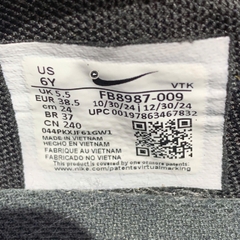 US
6Y
VTK
UK 5.5
FB8987-009
EUR 38.5
10/30/24 12/30/24
cm 24
UPC 00197863467832
BR 37
CN 240
044PKXJF61GW1
MADE IN VIETNAM
HECHO EN VIETNAM
FABRIQUE AU VIETNAM
FABRICADO NO VIETNAM
www.nike.com/patents/virtualmarking